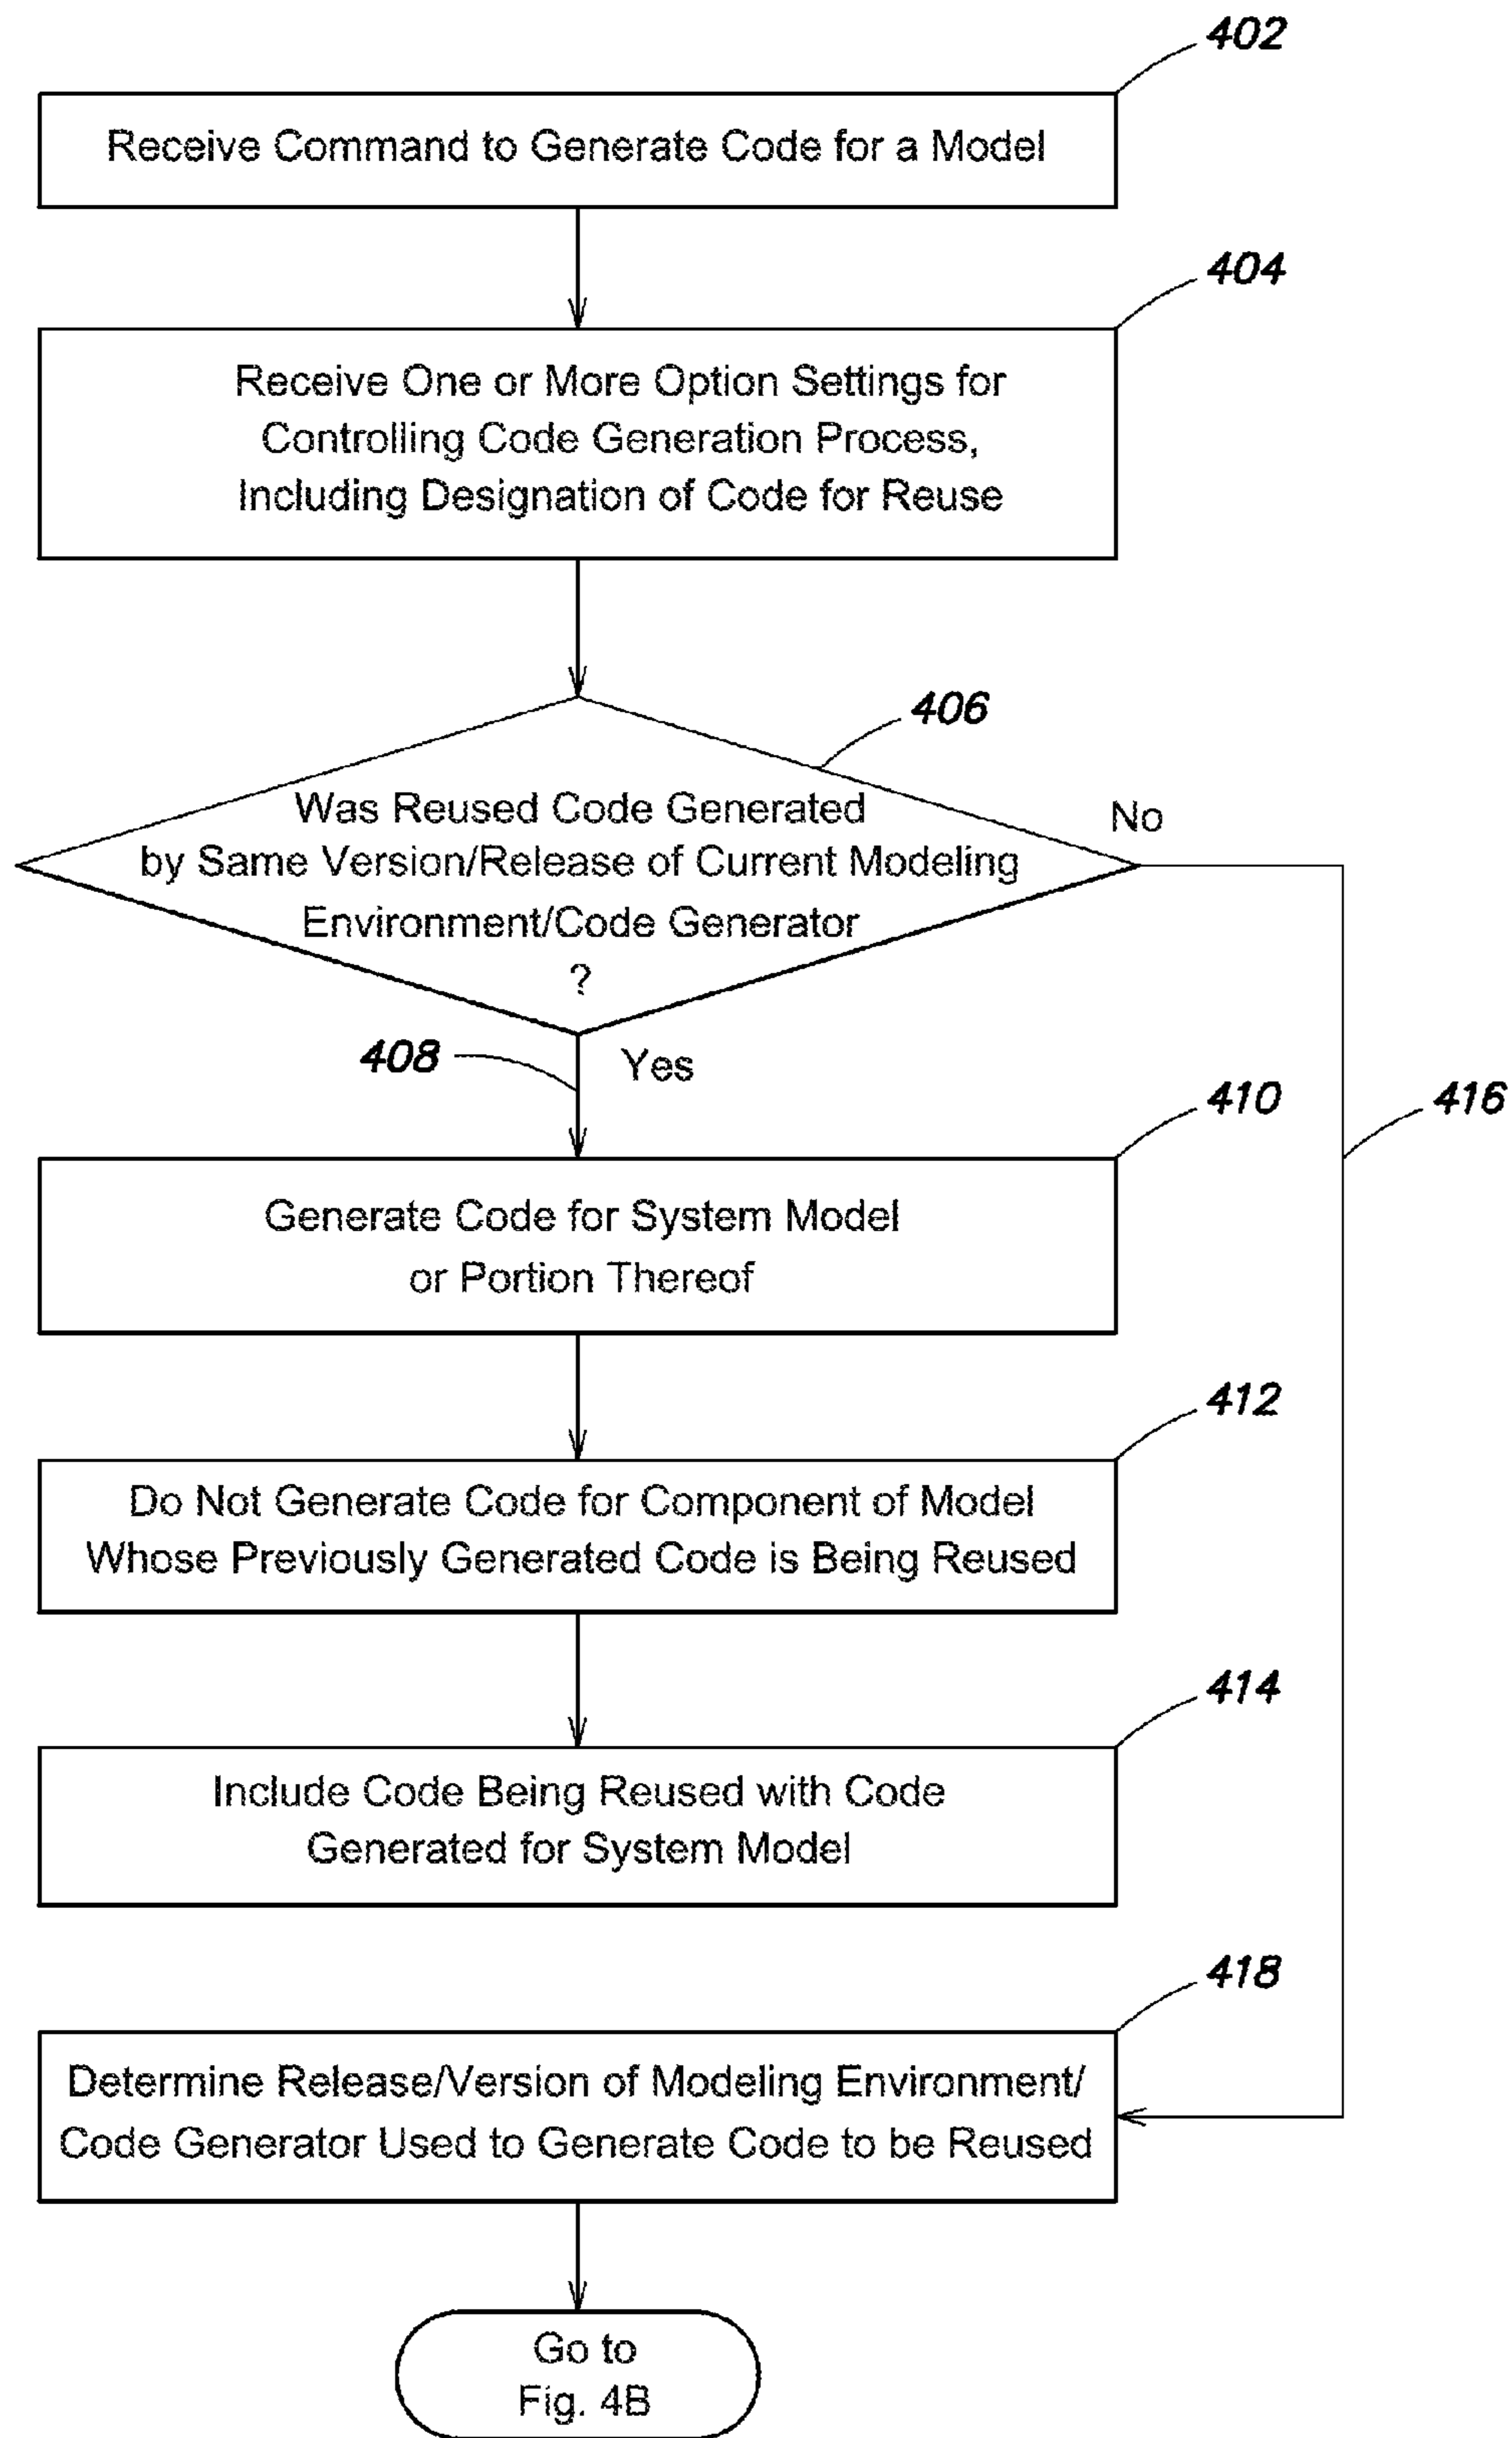 402
Receive Command to Generate Code for a Model
404
Receive One or More Option Settings for
Controlling Code Generation Process,
Including Designation of Code for Reuse
406
Was Reused Code Generated
by Same Version/Release of Current Modeling
Environment/Code Generator
?
No
408
Yes
410
416
Generate Code for System Model
or Portion Thereof
412
Do Not Generate Code for Component of Model
Whose Previously Generated Code is Being Reused
414
Include Code Being Reused with Code
Generated for System Model
418
Determine Release/Version of Modeling Environment/
Code Generator Used to Generate Code to be Reused
Go to
Fig. 4B